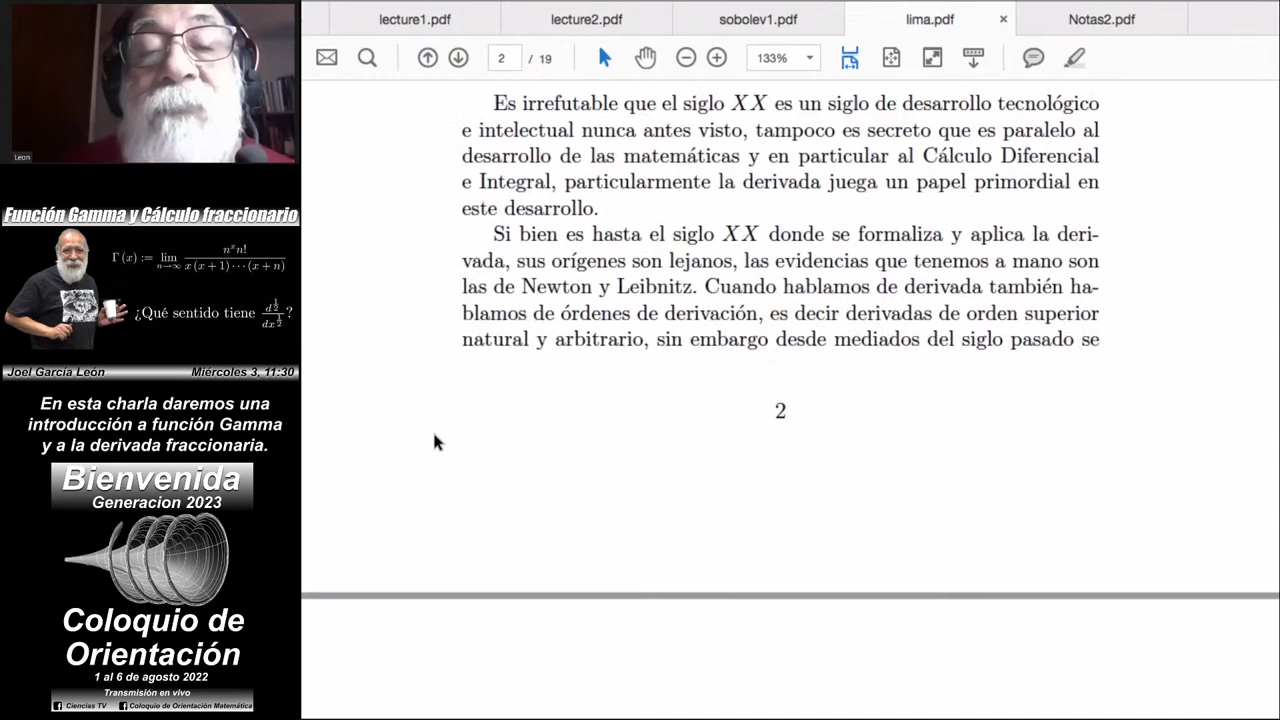 Leon
Función Gamma y Cálculo fraccionario
Γ(x) := lim n→∞ nˣn! / x(x+1)···(x+n)
¿Qué sentido tiene d^{1/2}/dx^{1/2}?
Joel García León Miércoles 3, 11:30
En esta charla daremos una
introducción a función Gamma
y a la derivada fraccionaria.
Bienvenida
Generacion 2023
Coloquio de
Orientación
1 al 6 de agosto 2022
Transmisión en vivo
Ciencias TV Coloquio de Orientación Matemática
lecture1.pdf lecture2.pdf sobolev1.pdf lima.pdf × Notas2.pdf
2 / 19 133%
Es irrefutable que el siglo XX es un siglo de desarrollo tecnológico
e intelectual nunca antes visto, tampoco es secreto que es paralelo al
desarrollo de las matemáticas y en particular al Cálculo Diferencial
e Integral, particularmente la derivada juega un papel primordial en
este desarrollo.
Si bien es hasta el siglo XX donde se formaliza y aplica la deri-
vada, sus orígenes son lejanos, las evidencias que tenemos a mano son
las de Newton y Leibnitz. Cuando hablamos de derivada también ha-
blamos de órdenes de derivación, es decir derivadas de orden superior
natural y arbitrario, sin embargo desde mediados del siglo pasado se
2